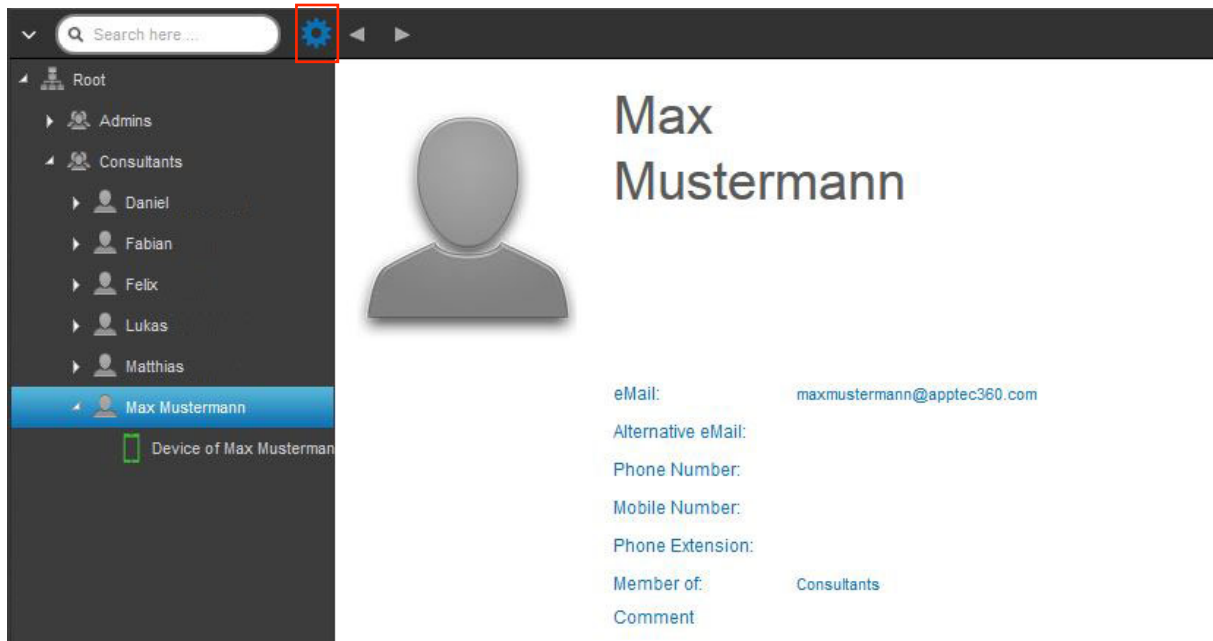 Search here....
Root
Admins
Consultants
Daniel
Fabian
Felix
Lukas
Matthias
Max Mustermann
Device of Max Musterman
Max
Mustermann
eMail: maxmustermann@apptec360.com
Alternative eMail:
Phone Number:
Mobile Number:
Phone Extension:
Member of: Consultants
Comment